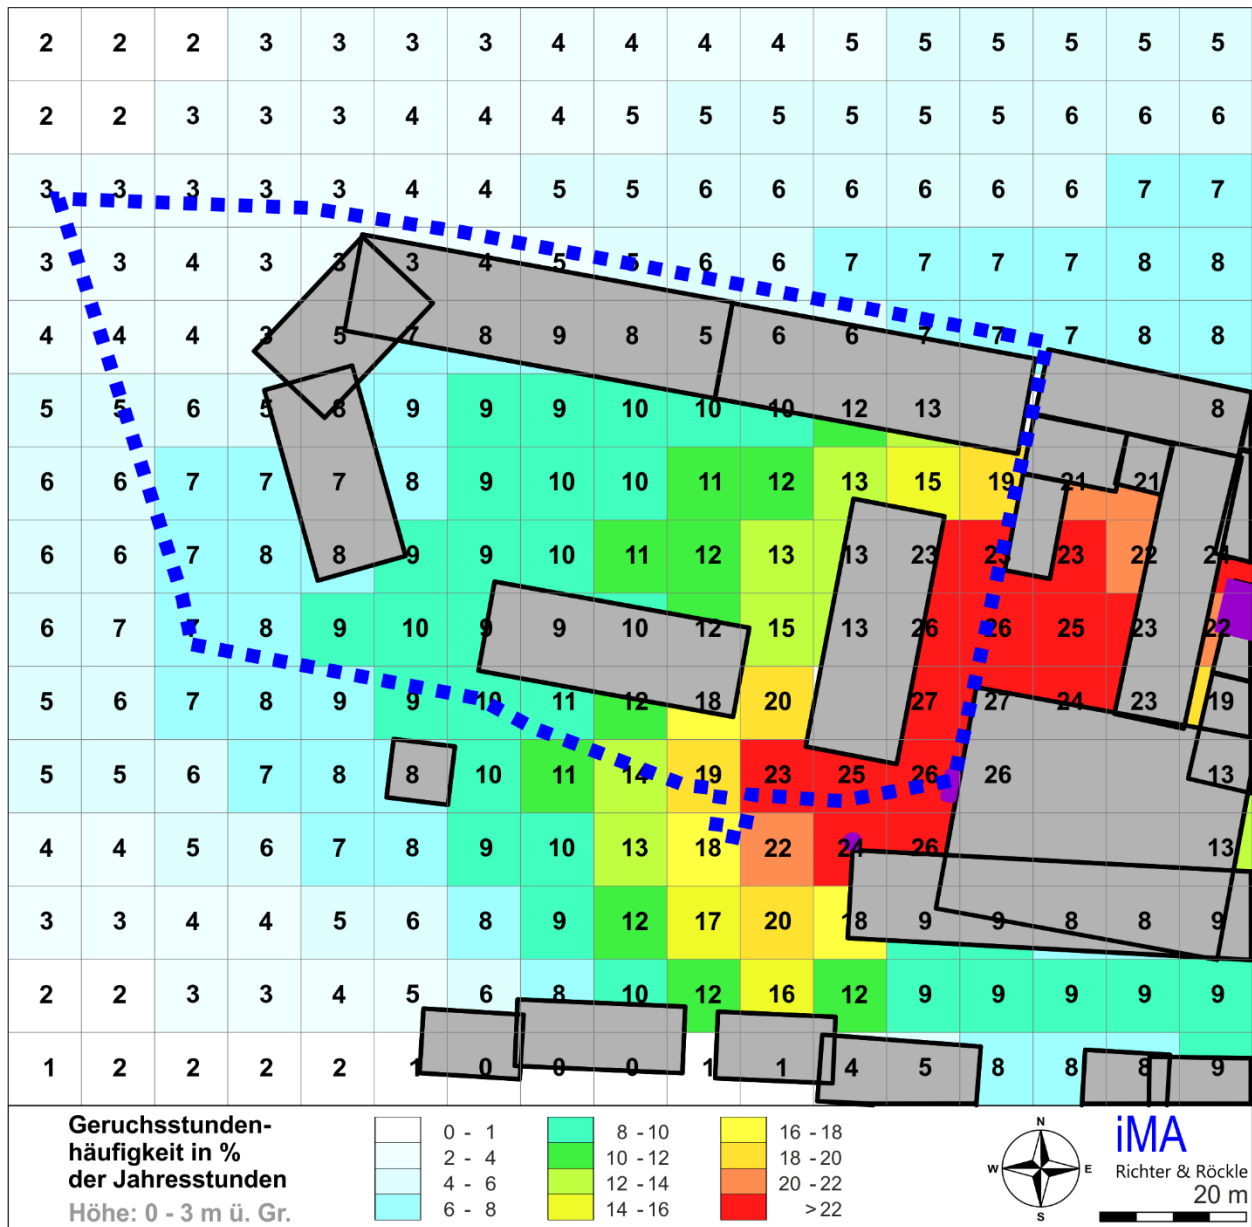 2 2 2 3 3 3 3 4 4 4 4 5 5 5 5 5 5
2 2 3 3 3 4 4 4 5 5 5 5 5 5 6 6 6
3 3 3 3 3 4 4 5 5 6 6 6 6 6 6 7 7
3 3 4 3 3 3 4 5 5 6 6 7 7 7 7 8 8
4 4 4 3 5 7 8 9 8 5 6 6 7 7 7 8 8
5 5 6 5 8 9 9 9 10 10 10 12 13 8
6 6 7 7 7 8 9 10 10 11 12 13 15 19 21 21
6 6 7 8 8 9 9 10 11 12 13 13 23 23 23 22 24
6 7 7 8 9 10 9 9 10 12 15 13 26 26 25 23 22
5 6 7 8 9 9 10 11 12 18 20 27 27 24 23 19
5 5 6 7 8 8 10 11 14 19 23 25 26 26 13
4 4 5 6 7 8 9 10 13 18 22 24 26 13
3 3 4 4 5 6 8 9 12 17 20 18 9 9 8 8 9
2 2 3 3 4 5 6 8 10 12 16 12 9 9 9 9 9
1 2 2 2 2 1 0 0 0 1 1 4 5 8 8 8 9
Geruchsstunden-
häufigkeit in %
der Jahresstunden
Höhe: 0 - 3 m ü. Gr.
0 - 1
2 - 4
4 - 6
6 - 8
8 - 10
10 - 12
12 - 14
14 - 16
16 - 18
18 - 20
20 - 22
>22
N
W E
S
iMA
Richter & Röckle
20 m